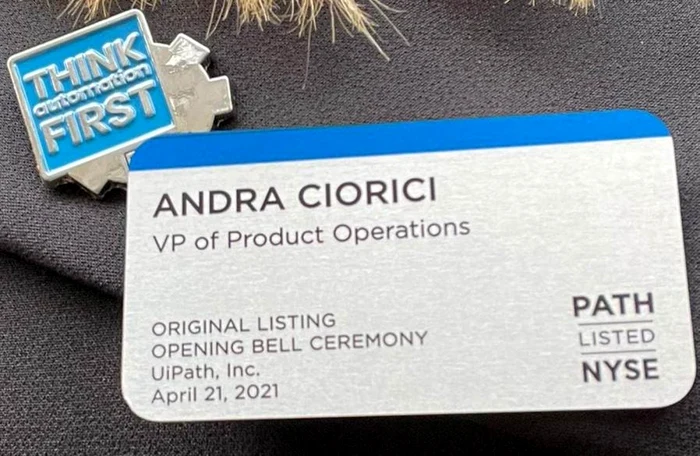 THINK
automation
FIRST
ANDRA CIORICI
VP of Product Operations
ORIGINAL LISTING
OPENING BELL CEREMONY
UiPath, Inc.
April 21, 2021
PATH
LISTED
NYSE